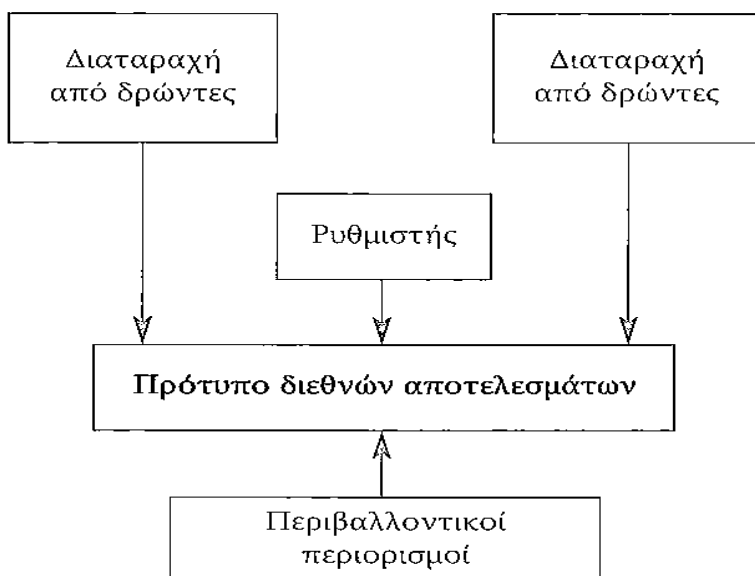 Διαταραχή
από δρώντες
Διαταραχή
από δρώντες
Ρυθμιστής
Πρότυπο διεθνών αποτελεσμάτων
Περιβαλλοντικοί
περιορισμοί